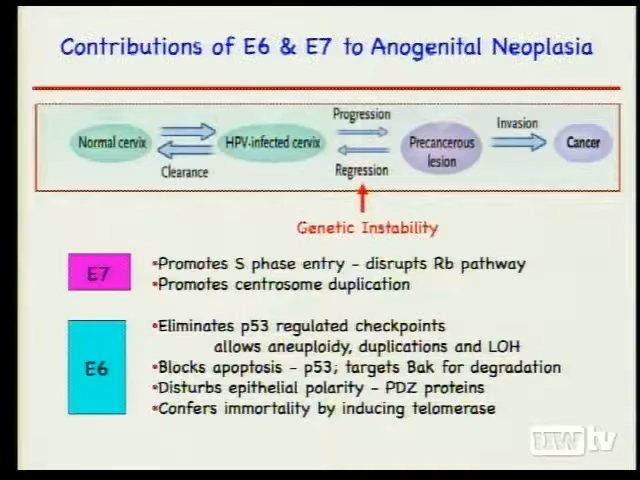 Contributions of E6 & E7 to Anogenital Neoplasia
Progression
Invasion
Normal cervix
HPV-infected cervix
Precancerous
lesion
Cancer
Clearance
Regression
Genetic Instability
E7
•Promotes S phase entry – disrupts Rb pathway
•Promotes centrosome duplication
E6
•Eliminates p53 regulated checkpoints
allows aneuploidy, duplications and LOH
•Blocks apoptosis – p53; targets Bak for degradation
•Disturbs epithelial polarity – PDZ proteins
•Confers immortality by inducing telomerase
uwtv